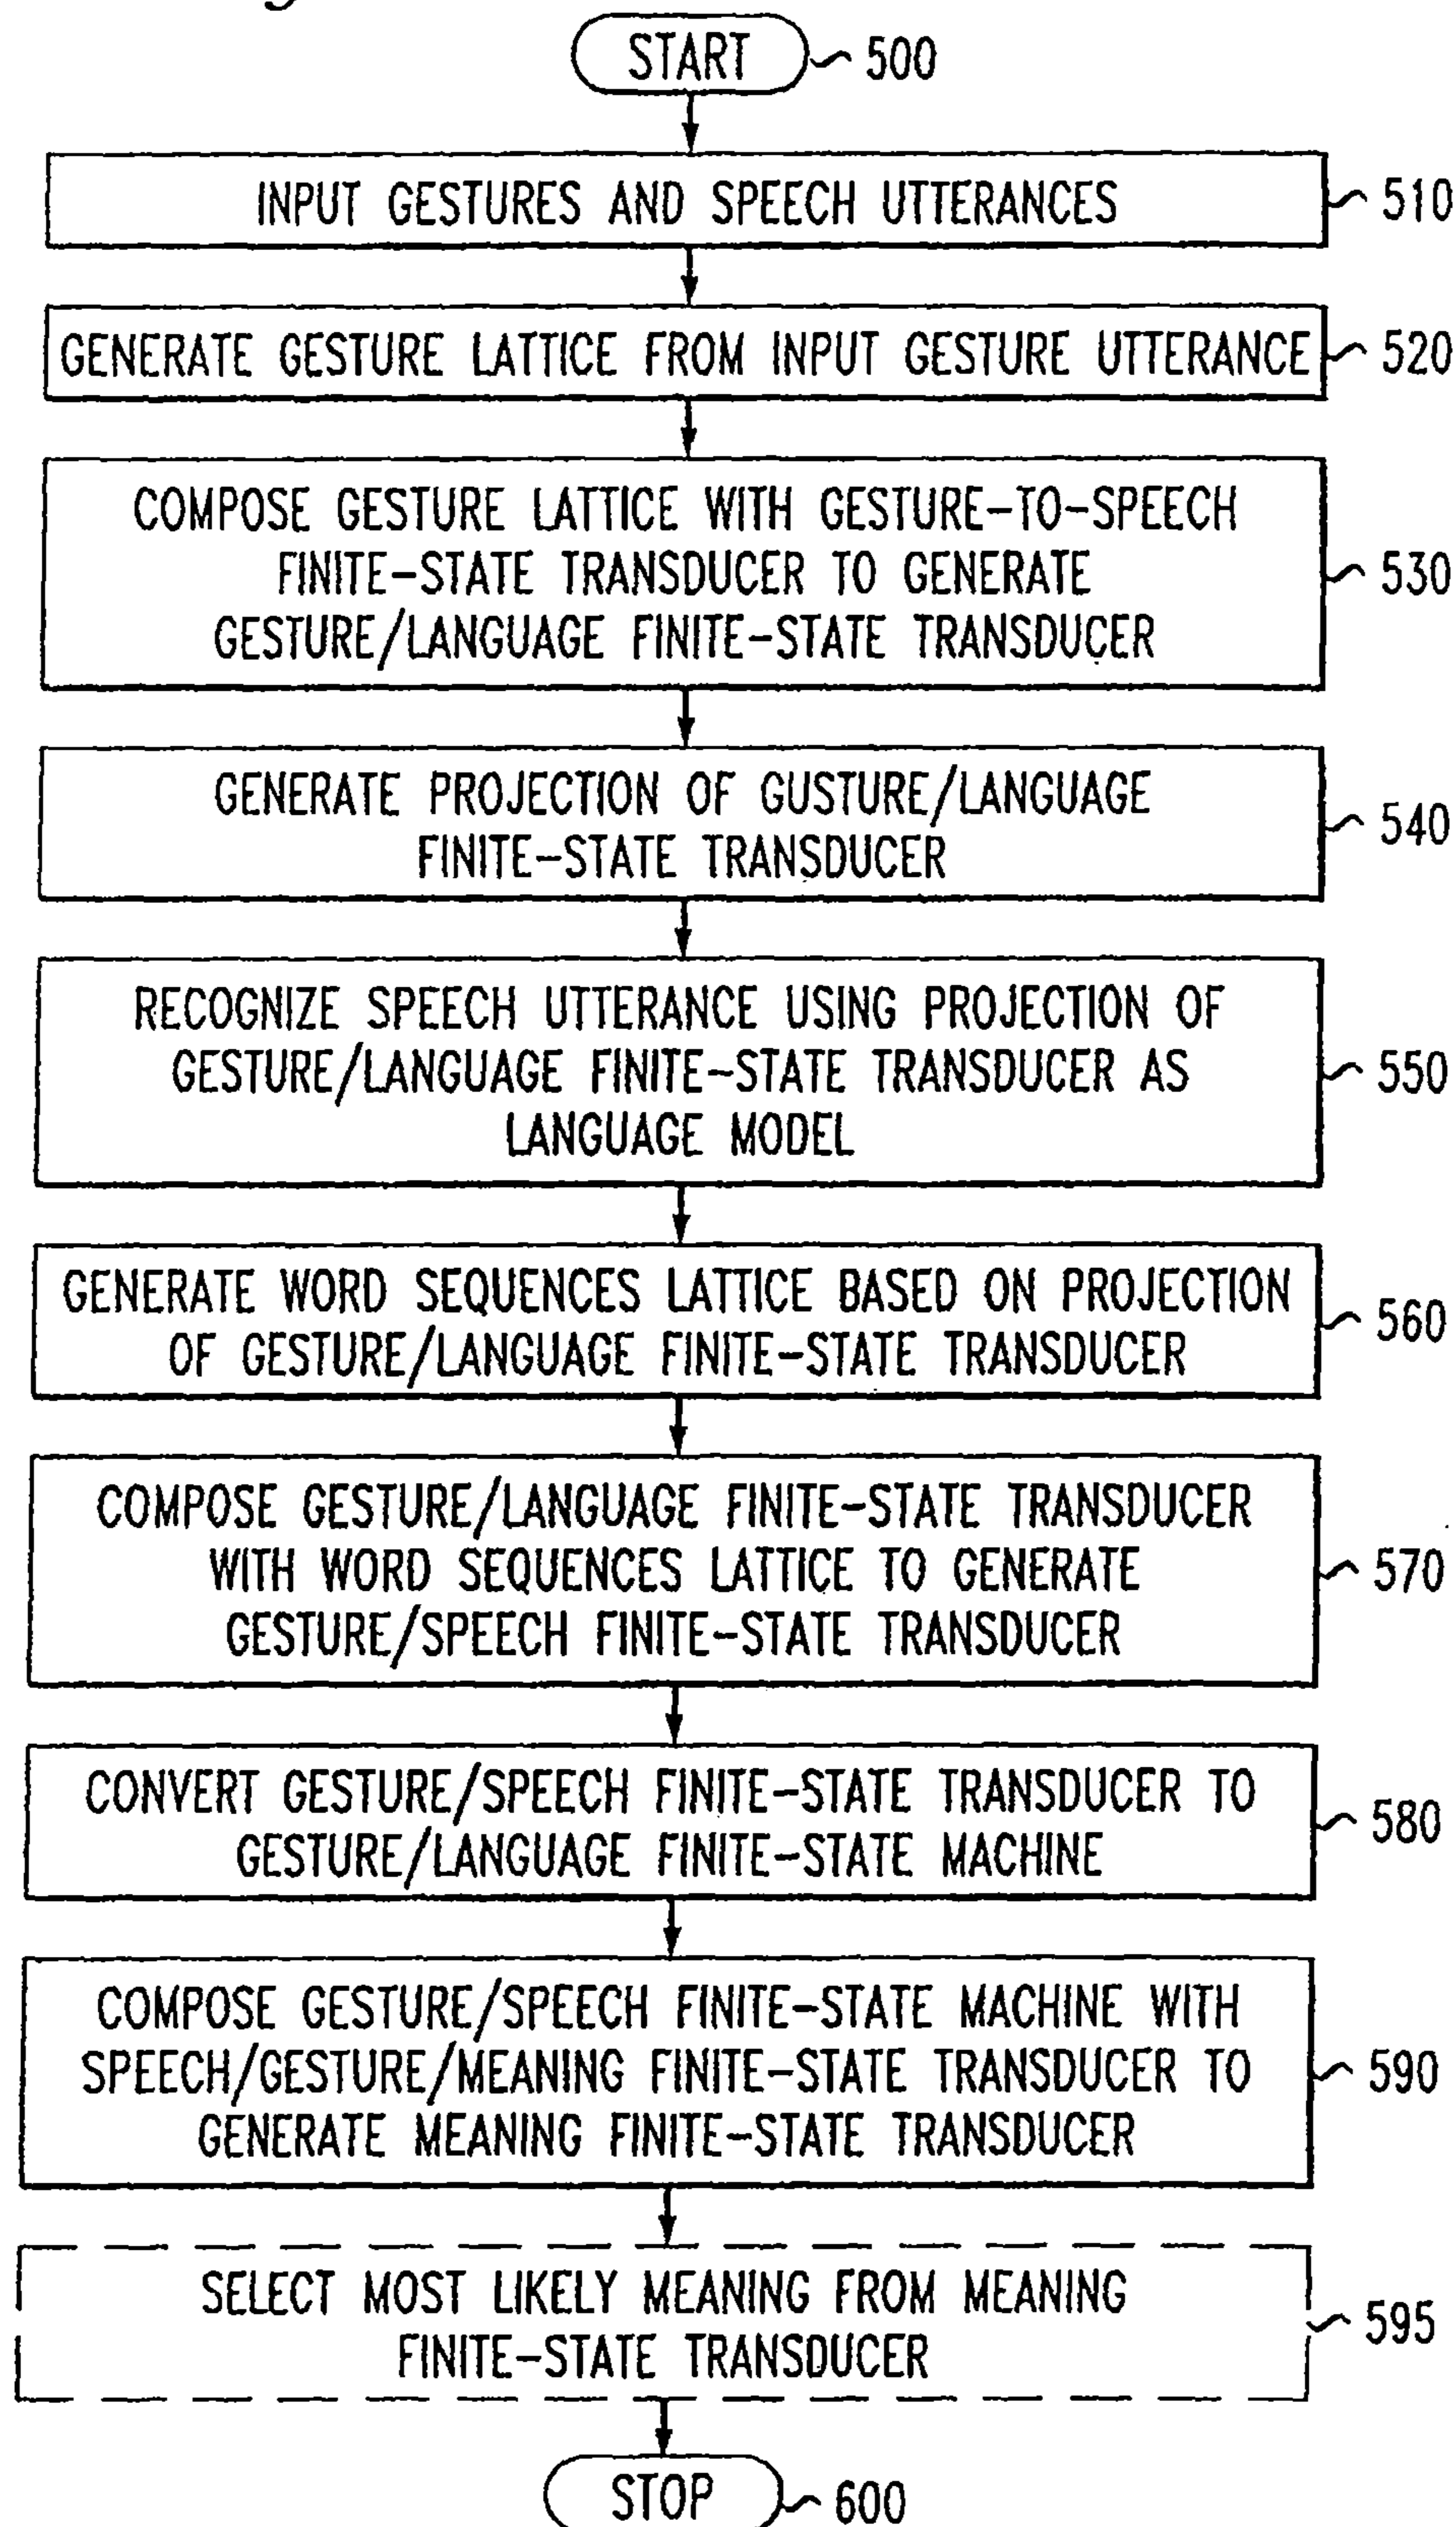 START
500
INPUT GESTURES AND SPEECH UTTERANCES
510
GENERATE GESTURE LATTICE FROM INPUT GESTURE UTTERANCE
520
COMPOSE GESTURE LATTICE WITH GESTURE-TO-SPEECH
FINITE-STATE TRANSDUCER TO GENERATE
GESTURE/LANGUAGE FINITE-STATE TRANSDUCER
530
GENERATE PROJECTION OF GUSTURE/LANGUAGE
FINITE-STATE TRANSDUCER
540
RECOGNIZE SPEECH UTTERANCE USING PROJECTION OF
GESTURE/LANGUAGE FINITE-STATE TRANSDUCER AS
LANGUAGE MODEL
550
GENERATE WORD SEQUENCES LATTICE BASED ON PROJECTION
OF GESTURE/LANGUAGE FINITE-STATE TRANSDUCER
560
COMPOSE GESTURE/LANGUAGE FINITE-STATE TRANSDUCER
WITH WORD SEQUENCES LATTICE TO GENERATE
GESTURE/SPEECH FINITE-STATE TRANSDUCER
570
CONVERT GESTURE/SPEECH FINITE-STATE TRANSDUCER TO
GESTURE/LANGUAGE FINITE-STATE MACHINE
580
COMPOSE GESTURE/SPEECH FINITE-STATE MACHINE WITH
SPEECH/GESTURE/MEANING FINITE-STATE TRANSDUCER TO
GENERATE MEANING FINITE-STATE TRANSDUCER
590
SELECT MOST LIKELY MEANING FROM MEANING
FINITE-STATE TRANSDUCER
595
STOP
600